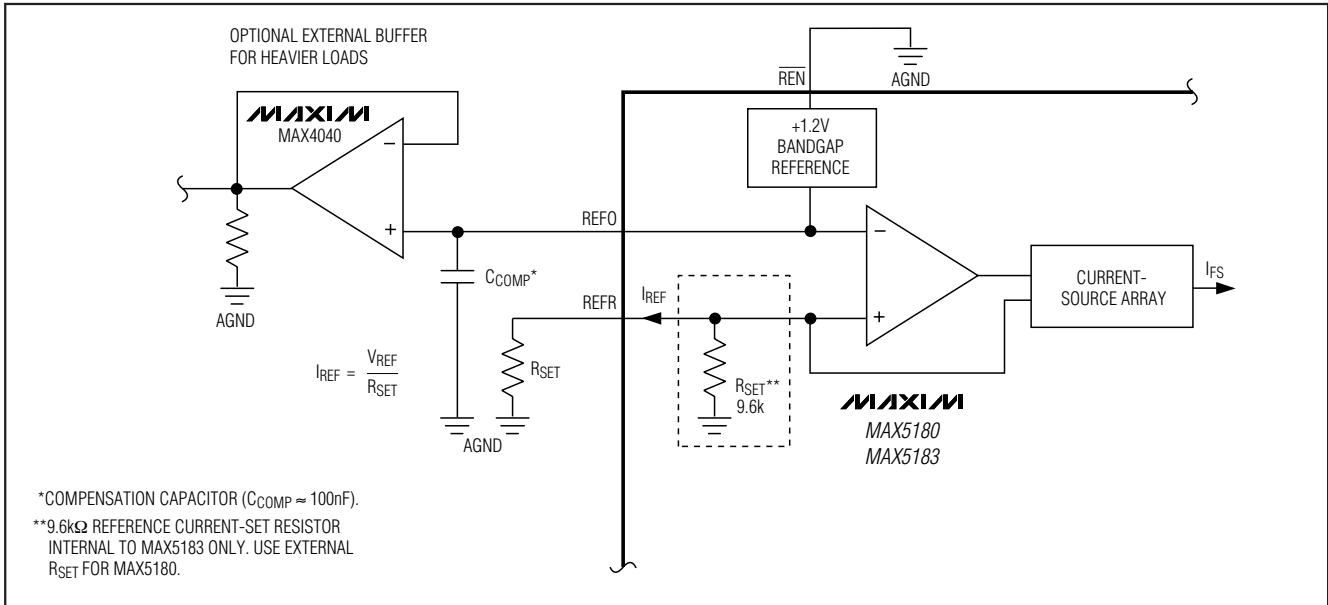 OPTIONAL EXTERNAL BUFFER
FOR HEAVIER LOADS
MAXIM
MAX4040
−
+
AGND
REN
AGND
+1.2V
BANDGAP
REFERENCE
REFO
−
+
CCOMP*
REFR
IREF
RSET
RSET**
9.6k
CURRENT-
SOURCE ARRAY
IFS
IREF = VREF
RSET
AGND
MAXIM
MAX5180
MAX5183
*COMPENSATION CAPACITOR (CCOMP ≈ 100nF).
**9.6kΩ REFERENCE CURRENT-SET RESISTOR
INTERNAL TO MAX5183 ONLY. USE EXTERNAL
RSET FOR MAX5180.